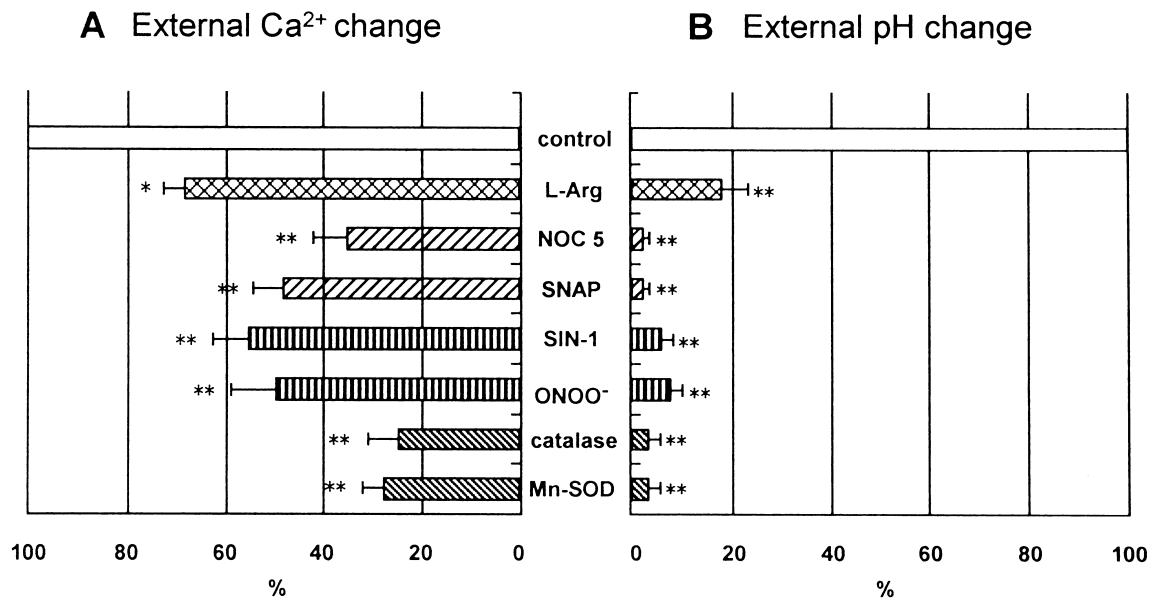 A External Ca²⁺ change
B External pH change
control
* L-Arg **
** NOC 5 **
** SNAP **
** SIN-1 **
** ONOO⁻ **
** catalase **
** Mn-SOD **
100 80 60 40 20 0
0 20 40 60 80 100
%
%